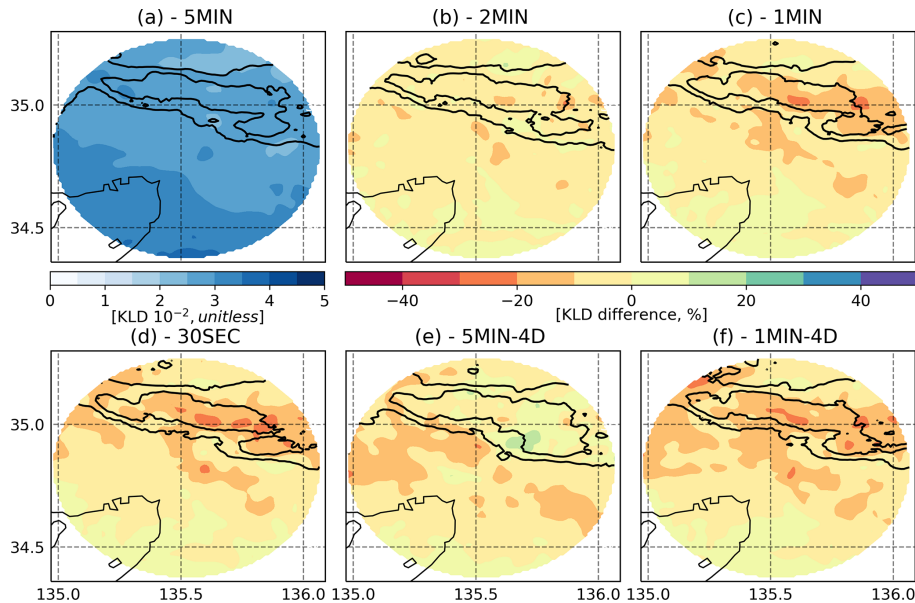 (a) - 5MIN
(b) - 2MIN
(c) - 1MIN
35.0
34.5
0 1 2 3 4 5
[KLD 10⁻², unitless]
−40 −20 0 20 40
[KLD difference, %]
(d) - 30SEC
(e) - 5MIN-4D
(f) - 1MIN-4D
35.0
34.5
135.0 135.5 136.0 135.0 135.5 136.0 135.0 135.5 136.0